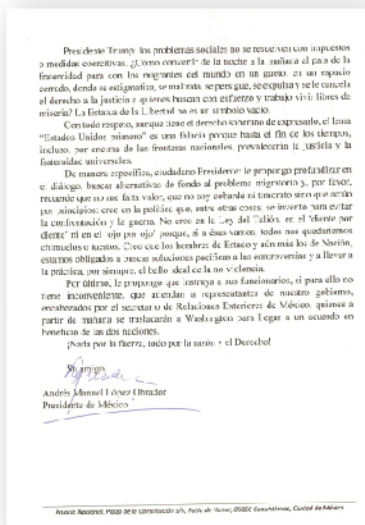 Presidente Trump: los problemas sociales no se resuelven con impuestos
o medidas coercitivas. ¿Cómo convertir de la noche a la mañana al país de la
fraternidad para con los migrantes del mundo en un gueto, en un espacio
cerrado, donde se estigmatiza, se maltrata, se persigue, se expulsa y se le cancela
el derecho a la justicia a quienes buscan con esfuerzo y trabajo vivir libres de
miseria? La Estatua de la Libertad no es un símbolo vacío.
Con todo respeto, aunque tiene el derecho soberano de expresarlo, el lema
"Estados Unidos primero" es una falacia porque hasta el fin de los tiempos,
incluso, por encima de las fronteras nacionales, prevalecerán la justicia y la
fraternidad universales.
De manera específica, ciudadano Presidente: le propongo profundizar en
el diálogo, buscar alternativas de fondo al problema migratorio y, por favor,
recuerde que no me falta valor, que no soy cobarde ni timorato sino que actúo
por principios: creo en la política que, entre otras cosas, se inventó para evitar
la confrontación y la guerra. No creo en la Ley del Talión, en el 'diente por
diente' ni en el 'ojo por ojo' porque, si a ésas vamos, todos nos quedaríamos
chimuelos o tuertos. Creo que los hombres de Estado y aún más los de Nación,
estamos obligados a buscar soluciones pacíficas a las controversias y a llevar a
la práctica, por siempre, el bello ideal de la no violencia.
Por último, le propongo que instruya a sus funcionarios, si para ello no
tiene inconveniente, que atiendan a representantes de nuestro gobierno,
encabezados por el secretario de Relaciones Exteriores de México, quienes a
partir de mañana se trasladarán a Washington para llegar a un acuerdo en
beneficio de las dos naciones.
¡Nada por la fuerza, todo por la razón y el Derecho!
Su amigo
Andrés Manuel López Obrador
Presidente de México
Palacio Nacional, Plaza de la Constitución s/n, 06066 Cuauhtémoc, Ciudad de México